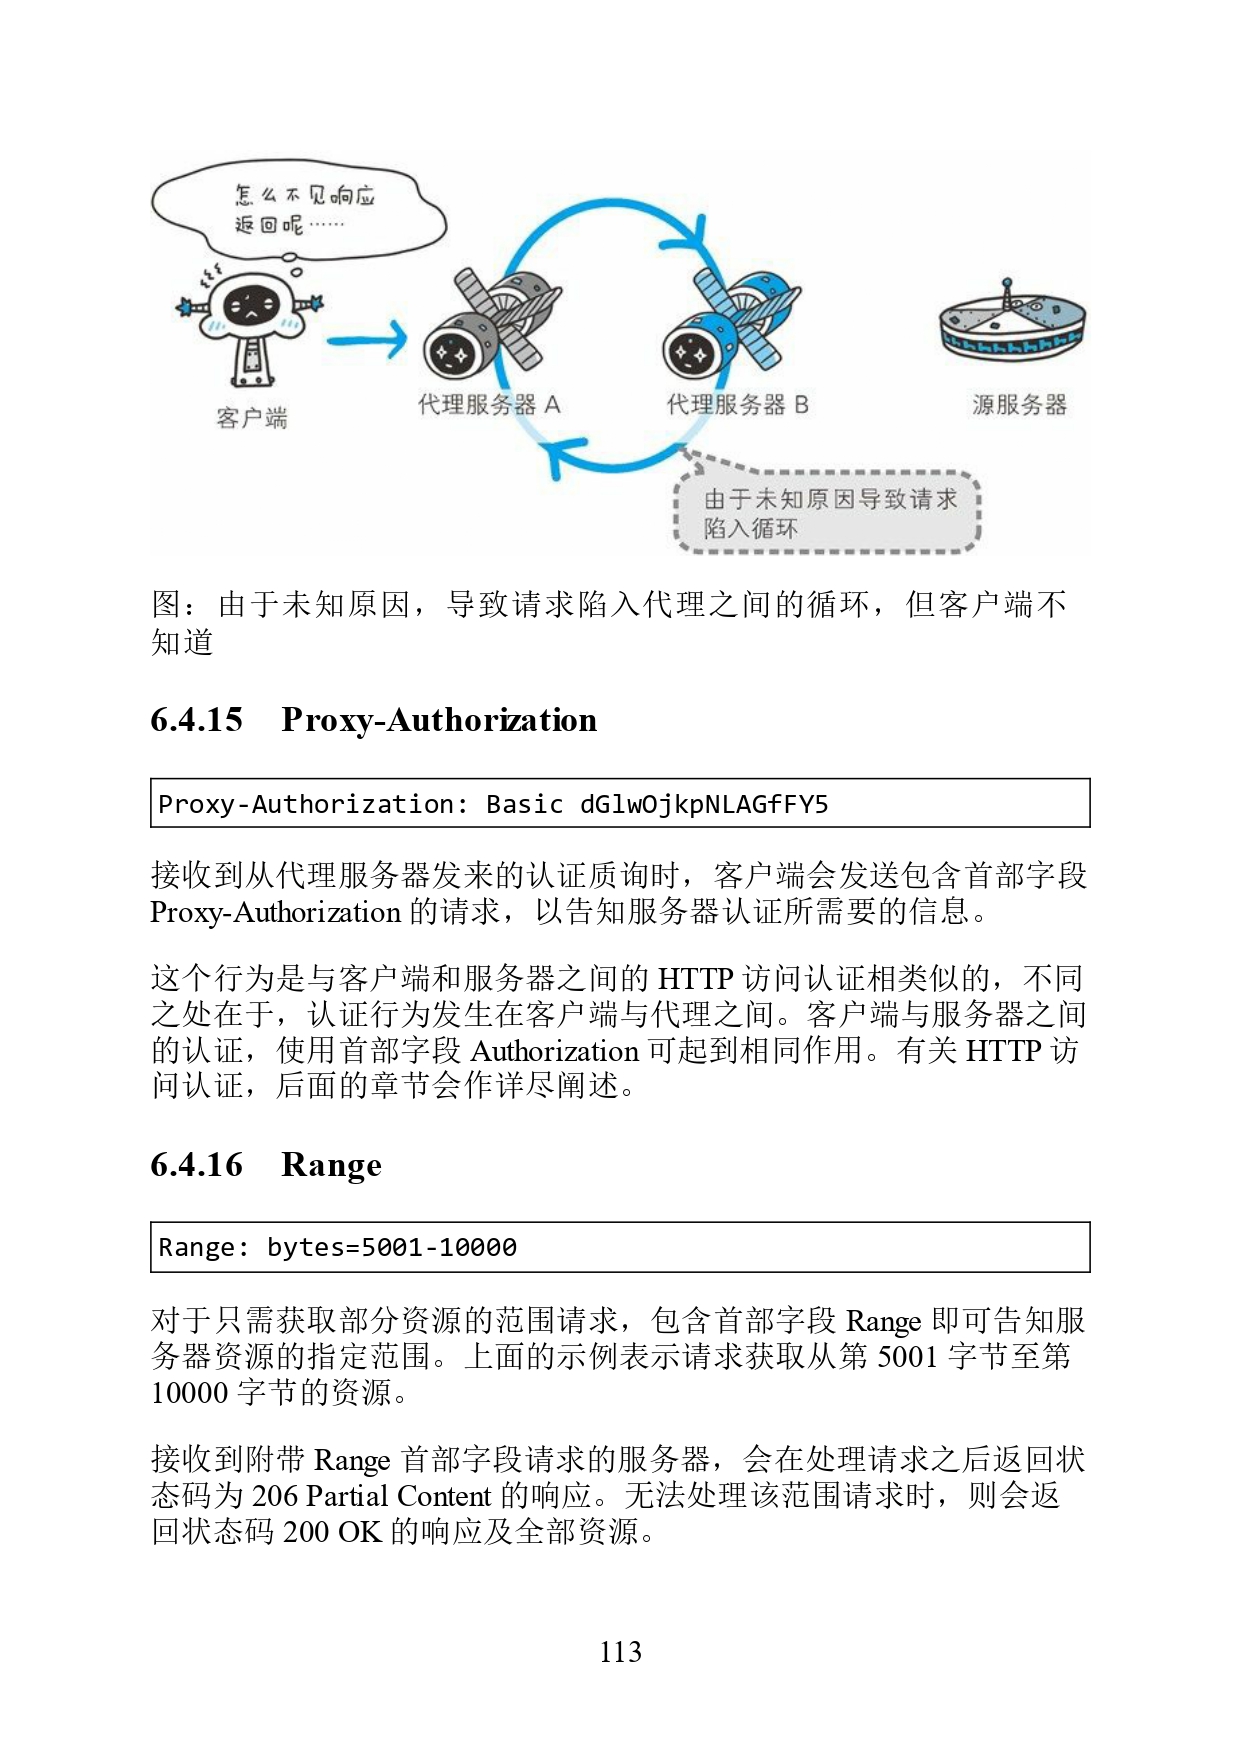 怎么不见响应
返回呢……
客户端
代理服务器 A
代理服务器 B
源服务器
由于未知原因导致请求
陷入循环
图：由于未知原因，导致请求陷入代理之间的循环，但客户端不
知道
6.4.15 Proxy-Authorization
Proxy-Authorization: Basic dGlwOjkpNLAGfFY5
接收到从代理服务器发来的认证质询时，客户端会发送包含首部字段
Proxy-Authorization 的请求，以告知服务器认证所需要的信息。
这个行为是与客户端和服务器之间的 HTTP 访问认证相类似的，不同
之处在于，认证行为发生在客户端与代理之间。客户端与服务器之间
的认证，使用首部字段 Authorization 可起到相同作用。有关 HTTP 访
问认证，后面的章节会作详尽阐述。
6.4.16 Range
Range: bytes=5001-10000
对于只需获取部分资源的范围请求，包含首部字段 Range 即可告知服
务器资源的指定范围。上面的示例表示请求获取从第 5001 字节至第
10000 字节的资源。
接收到附带 Range 首部字段请求的服务器，会在处理请求之后返回状
态码为 206 Partial Content 的响应。无法处理该范围请求时，则会返
回状态码 200 OK 的响应及全部资源。
113